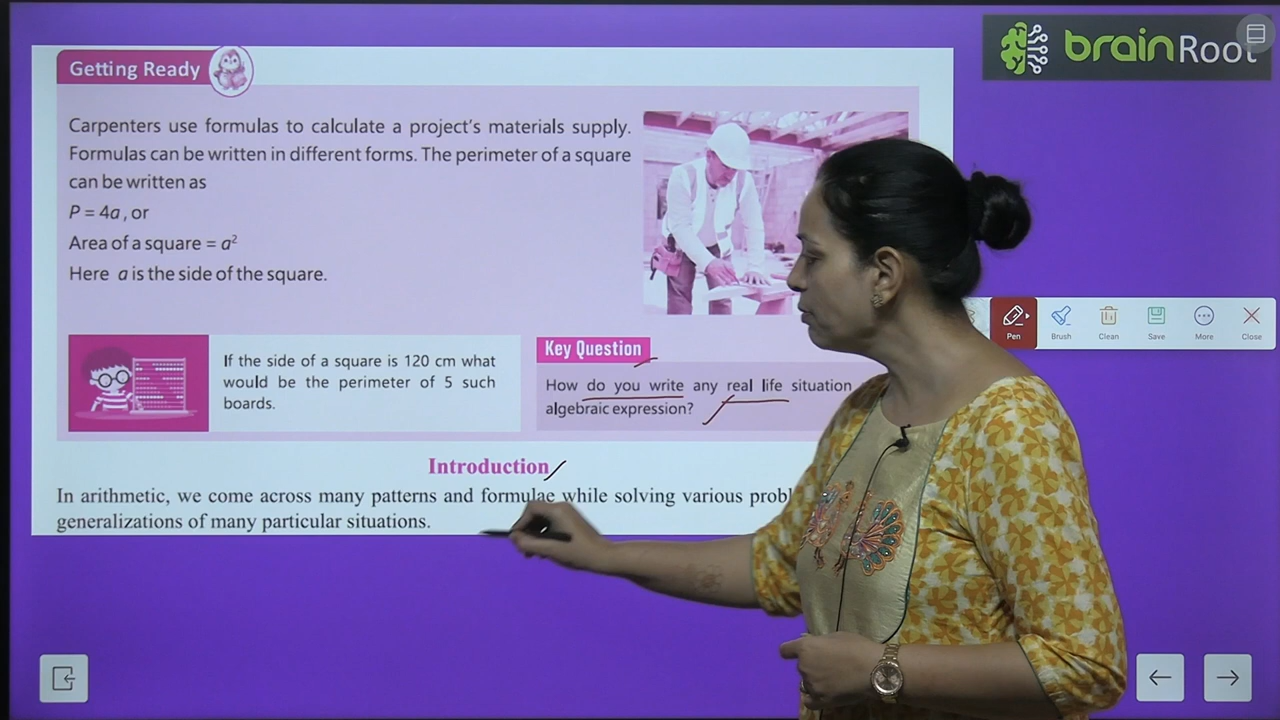 brainRoot
Getting Ready
Carpenters use formulas to calculate a project's materials supply.
Formulas can be written in different forms. The perimeter of a square
can be written as
P = 4a, or
Area of a square = a²
Here a is the side of the square.
If the side of a square is 120 cm what
would be the perimeter of 5 such
boards.
Key Question
How do you write any real life situation
algebraic expression?
Introduction
In arithmetic, we come across many patterns and formulae while solving various
generalizations of many particular situations.
Pen
Brush
Clean
Save
More
Close